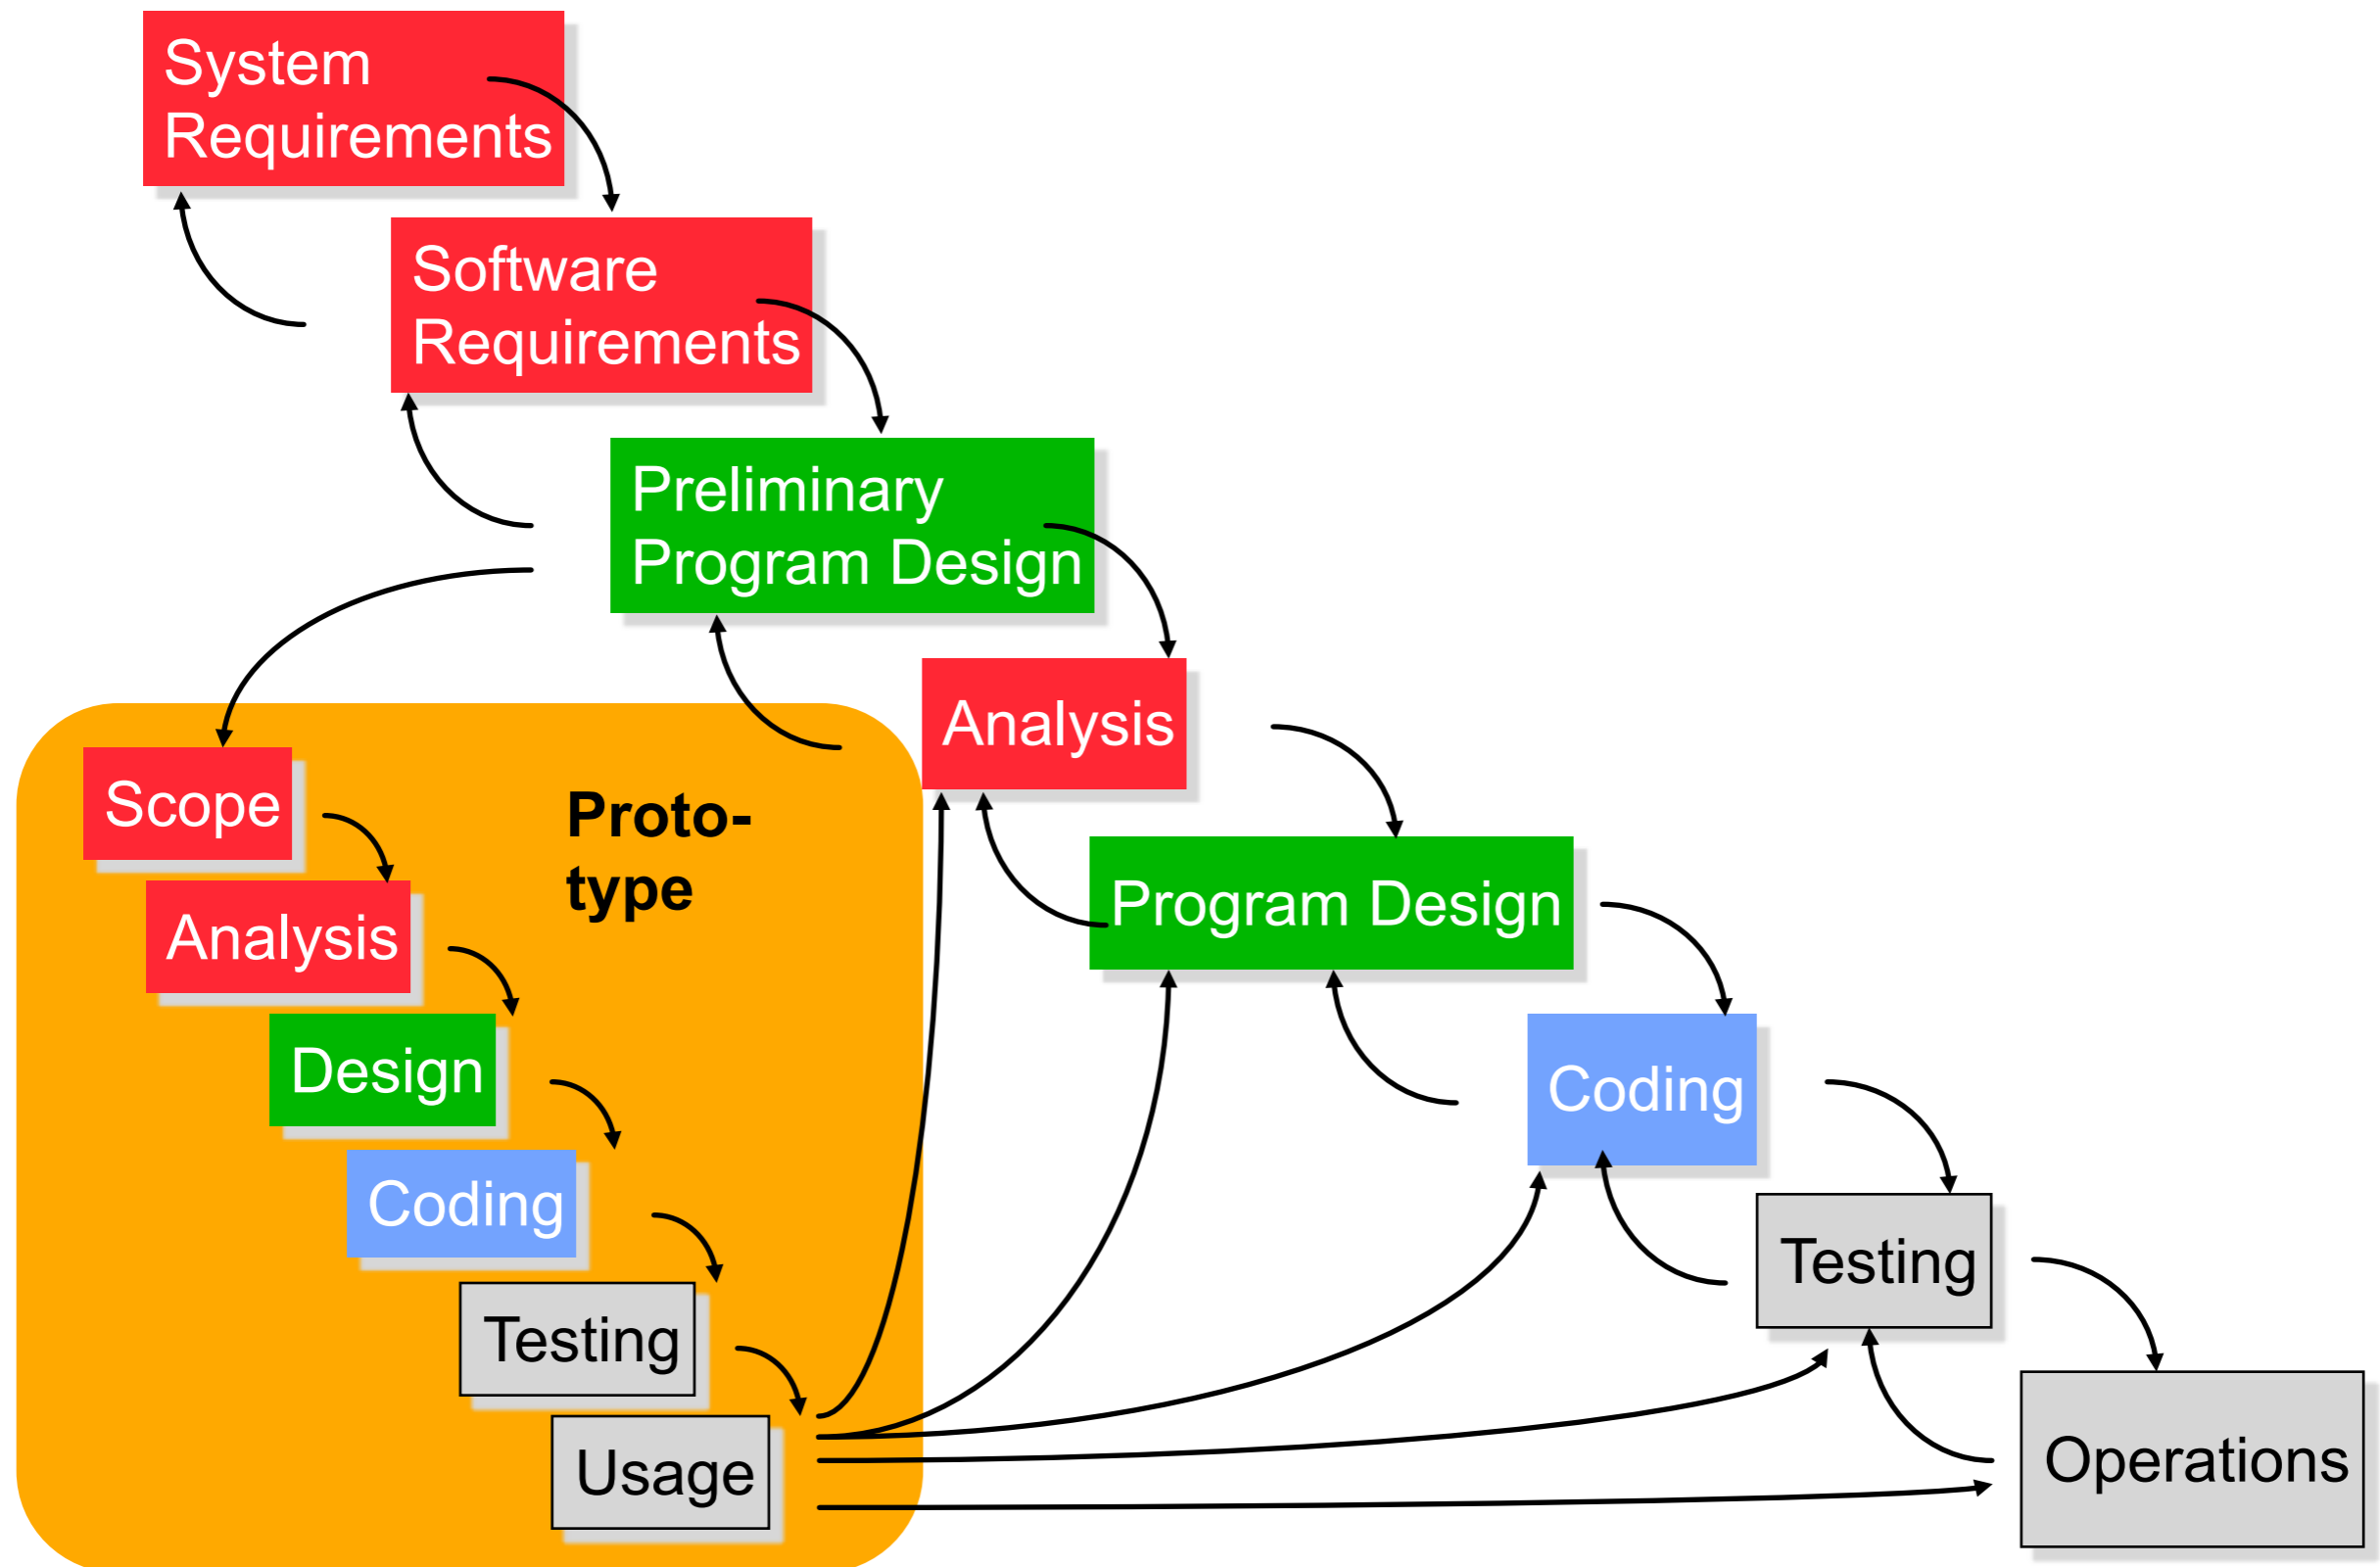 System
Requirements
Software
Requirements
Preliminary
Program Design
Analysis
Program Design
Coding
Testing
Operations
Proto-
type
Scope
Analysis
Design
Coding
Testing
Usage